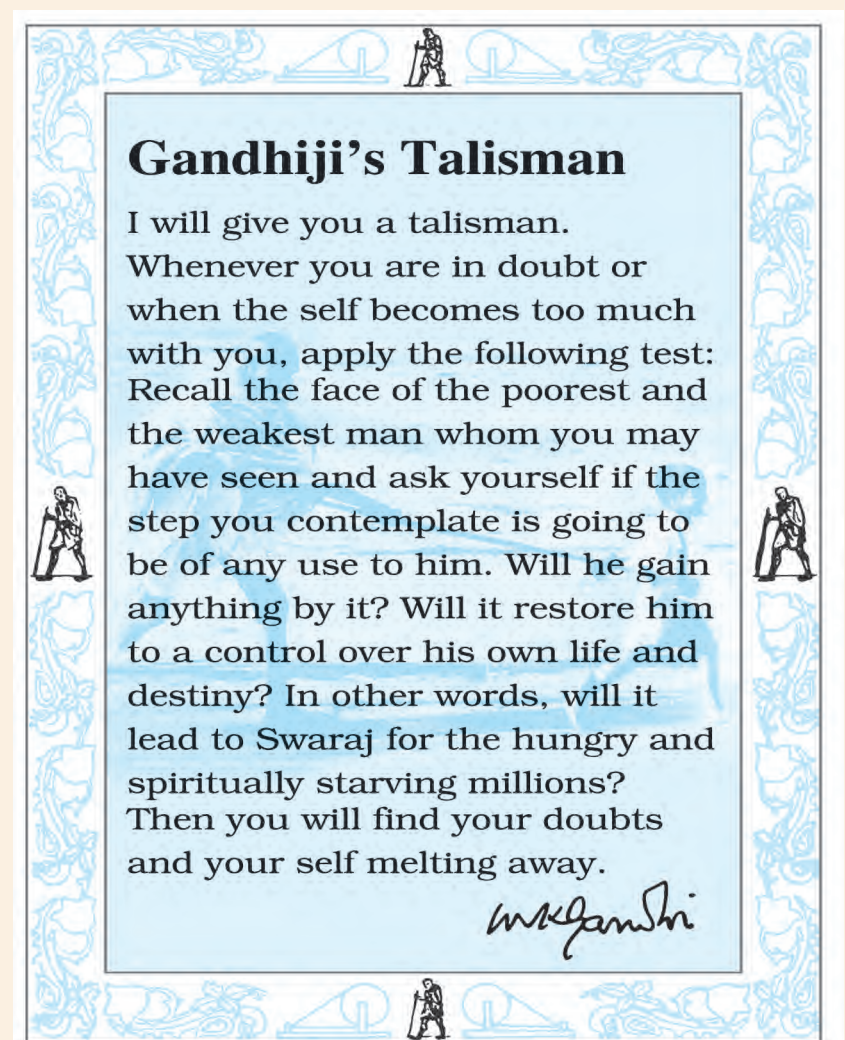 Gandhiji’s Talisman
I will give you a talisman.
Whenever you are in doubt or
when the self becomes too much
with you, apply the following test:
Recall the face of the poorest and
the weakest man whom you may
have seen and ask yourself if the
step you contemplate is going to
be of any use to him. Will he gain
anything by it? Will it restore him
to a control over his own life and
destiny? In other words, will it
lead to Swaraj for the hungry and
spiritually starving millions?
Then you will find your doubts
and your self melting away.
mkgandhi